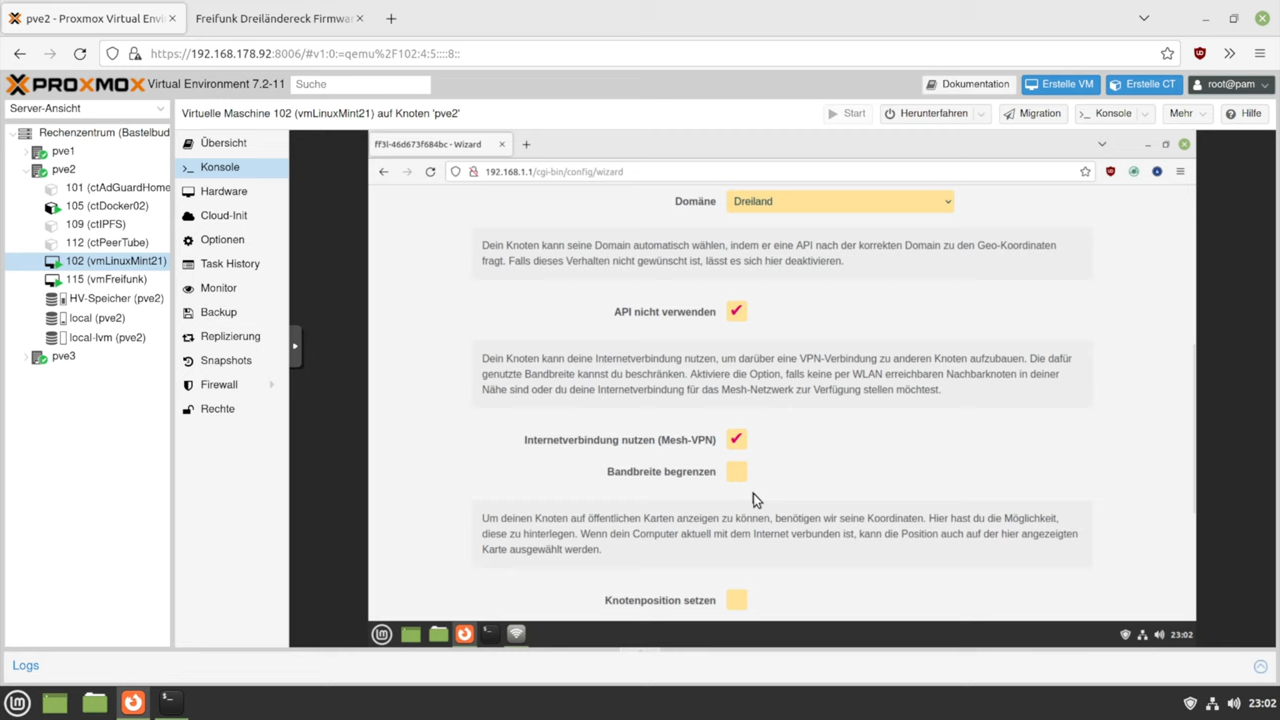 pve2 - Proxmox Virtual Envi
Freifunk Dreiländereck Firmwar
https://192.168.178.92:8006/#v1:0:=qemu%2F102:4:5::::8::
PROXMOX Virtual Environment 7.2-11
Suche
Dokumentation
Erstelle VM
Erstelle CT
root@pam
Server-Ansicht
Virtuelle Maschine 102 (vmLinuxMint21) auf Knoten 'pve2'
Start
Herunterfahren
Migration
Konsole
Mehr
Hilfe
Rechenzentrum (Bastelbud
pve1
pve2
101 (ctAdGuardHome
105 (ctDocker02)
109 (ctIPFS)
112 (ctPeerTube)
102 (vmLinuxMint21)
115 (vmFreifunk)
HV-Speicher (pve2)
local (pve2)
local-lvm (pve2)
pve3
Übersicht
Konsole
Hardware
Cloud-Init
Optionen
Task History
Monitor
Backup
Replizierung
Snapshots
Firewall
Rechte
ff3l-46d673f684bc - Wizard
192.168.1.1/cgi-bin/config/wizard
Domäne
Dreiland
Dein Knoten kann seine Domain automatisch wählen, indem er eine API nach der korrekten Domain zu den Geo-Koordinaten
fragt. Falls dieses Verhalten nicht gewünscht ist, lässt es sich hier deaktivieren.
API nicht verwenden
Dein Knoten kann deine Internetverbindung nutzen, um darüber eine VPN-Verbindung zu anderen Knoten aufzubauen. Die dafür
genutzte Bandbreite kannst du beschränken. Aktiviere die Option, falls keine per WLAN erreichbaren Nachbarknoten in deiner
Nähe sind oder du deine Internetverbindung für das Mesh-Netzwerk zur Verfügung stellen möchtest.
Internetverbindung nutzen (Mesh-VPN)
Bandbreite begrenzen
Um deinen Knoten auf öffentlichen Karten anzeigen zu können, benötigen wir seine Koordinaten. Hier hast du die Möglichkeit,
diese zu hinterlegen. Wenn dein Computer aktuell mit dem Internet verbunden ist, kann die Position auch auf der hier angezeigten
Karte ausgewählt werden.
Knotenposition setzen
23:02
Logs
23:02